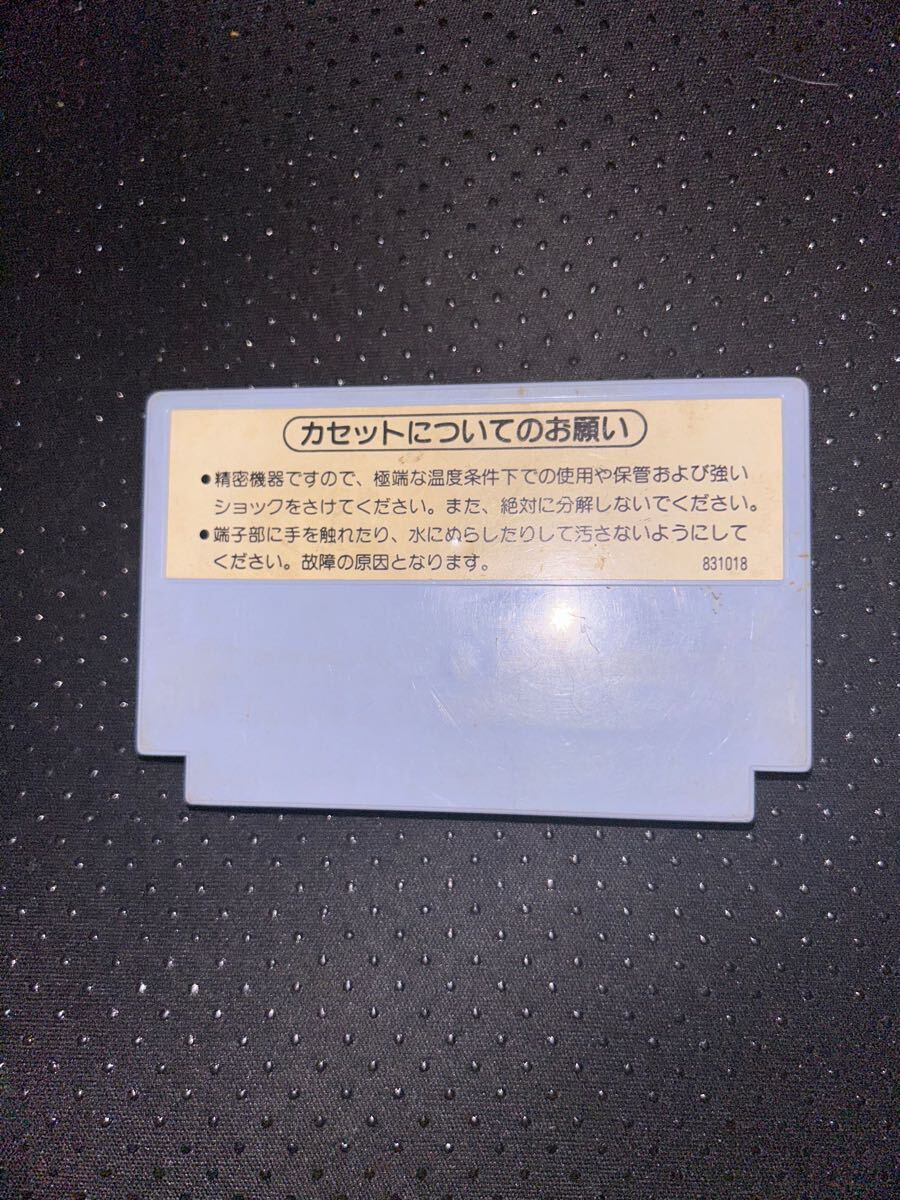 カセットについてのお願い
●精密機器ですので、極端な温度条件下での使用や保管および強い
ショックをさけてください。また、絶対に分解しないでください。
●端子部に手を触れたり、水にぬらしたりして汚さないようにして
ください。故障の原因となります。 831018